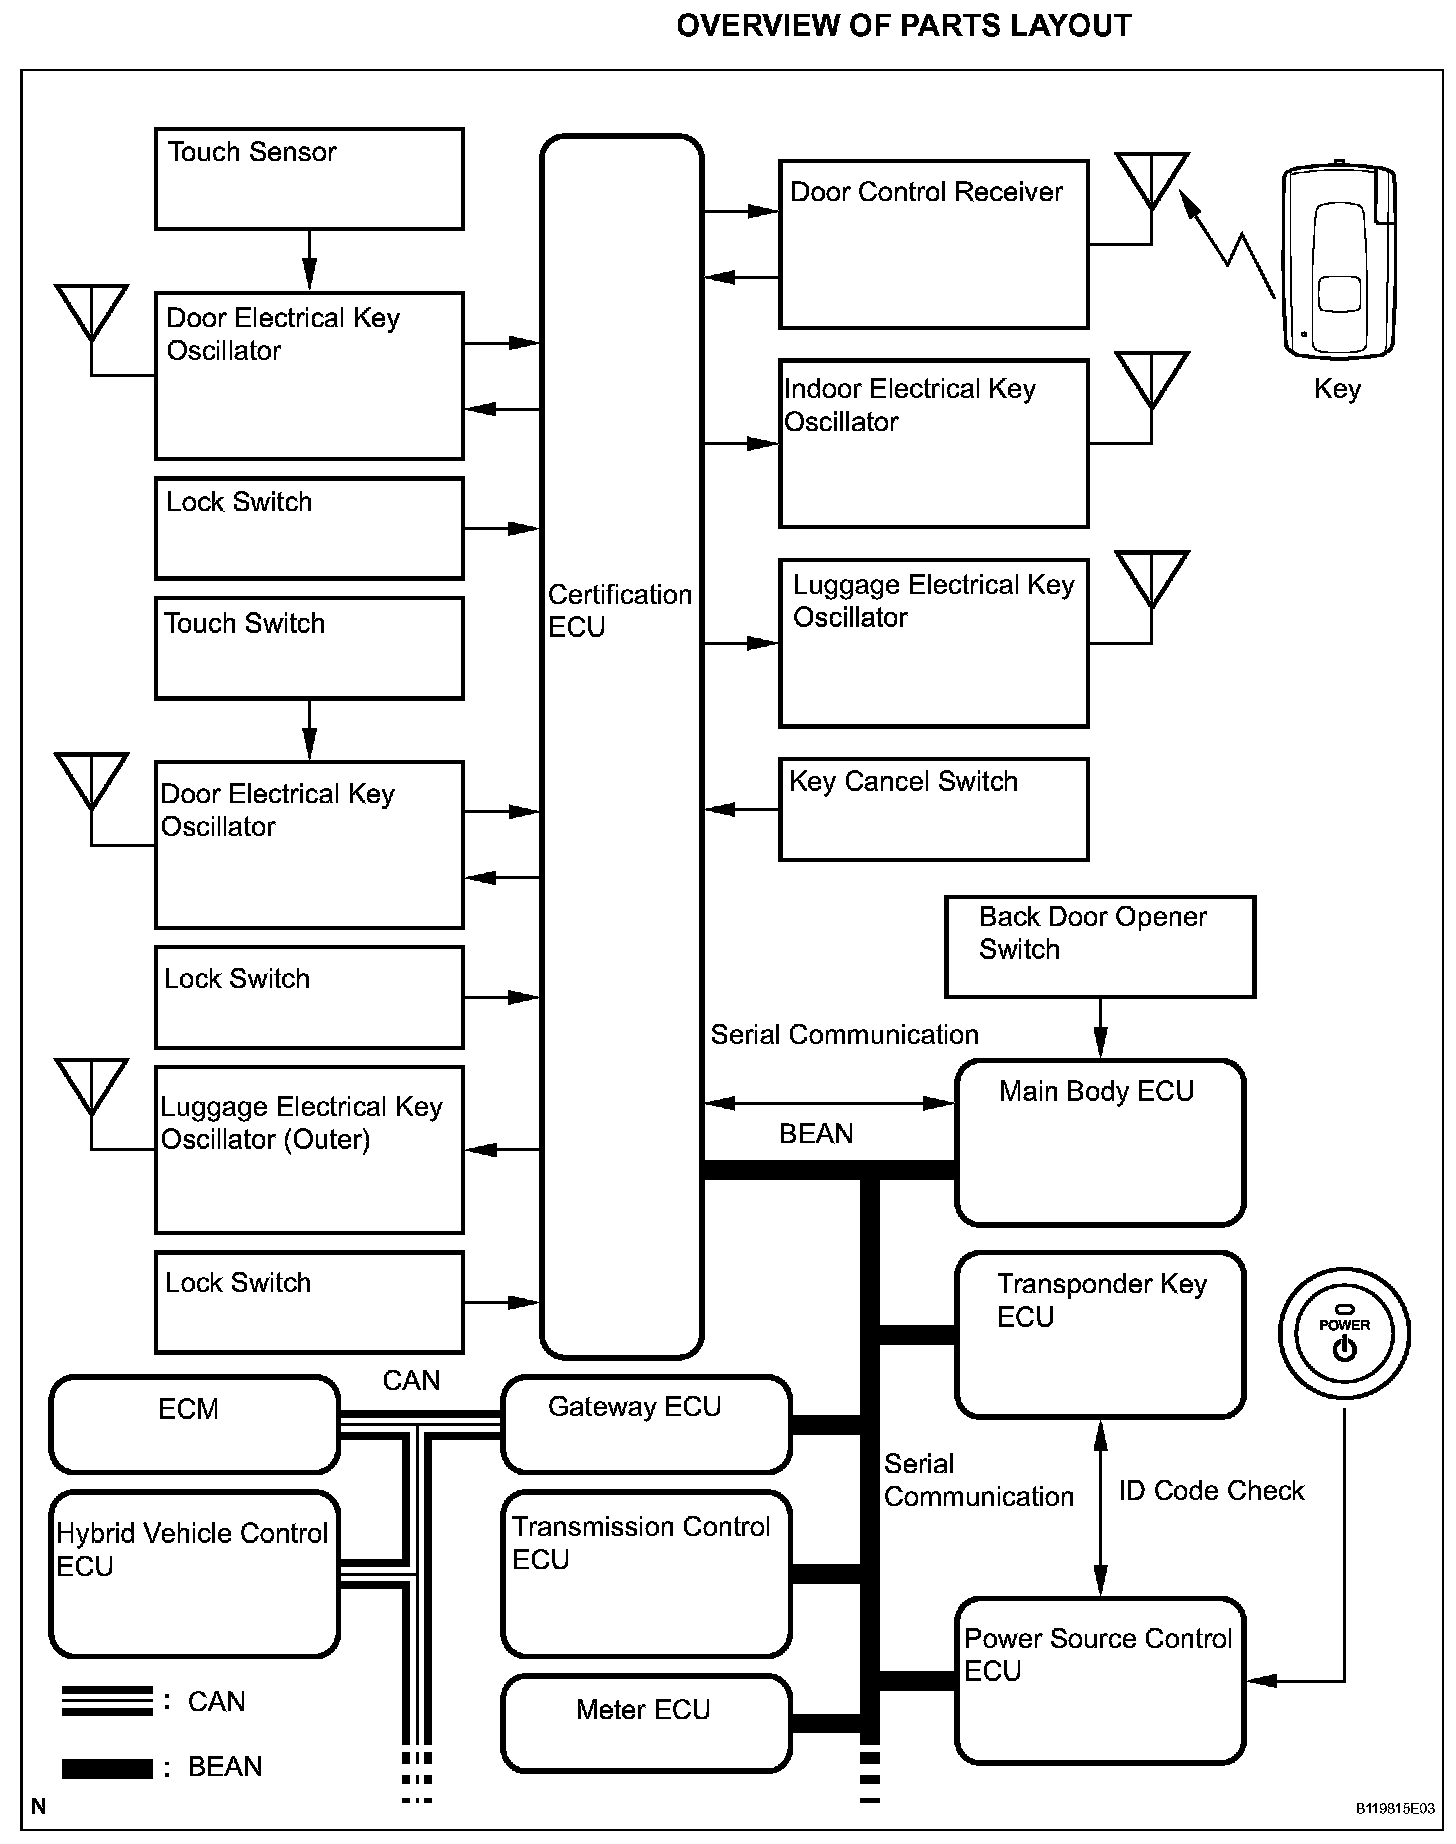 OVERVIEW OF PARTS LAYOUT
Touch Sensor
Door Electrical Key
Oscillator
Lock Switch
Touch Switch
Door Electrical Key
Oscillator
Lock Switch
Luggage Electrical Key
Oscillator (Outer)
Lock Switch
Certification
ECU
Door Control Receiver
Key
Indoor Electrical Key
Oscillator
Luggage Electrical Key
Oscillator
Key Cancel Switch
Back Door Opener
Switch
Serial Communication
Main Body ECU
BEAN
Transponder Key
ECU
POWER
CAN
ECM
Gateway ECU
Serial
Communication
ID Code Check
Hybrid Vehicle Control
ECU
Transmission Control
ECU
Power Source Control
ECU
Meter ECU
: CAN
: BEAN
N
B119815E03